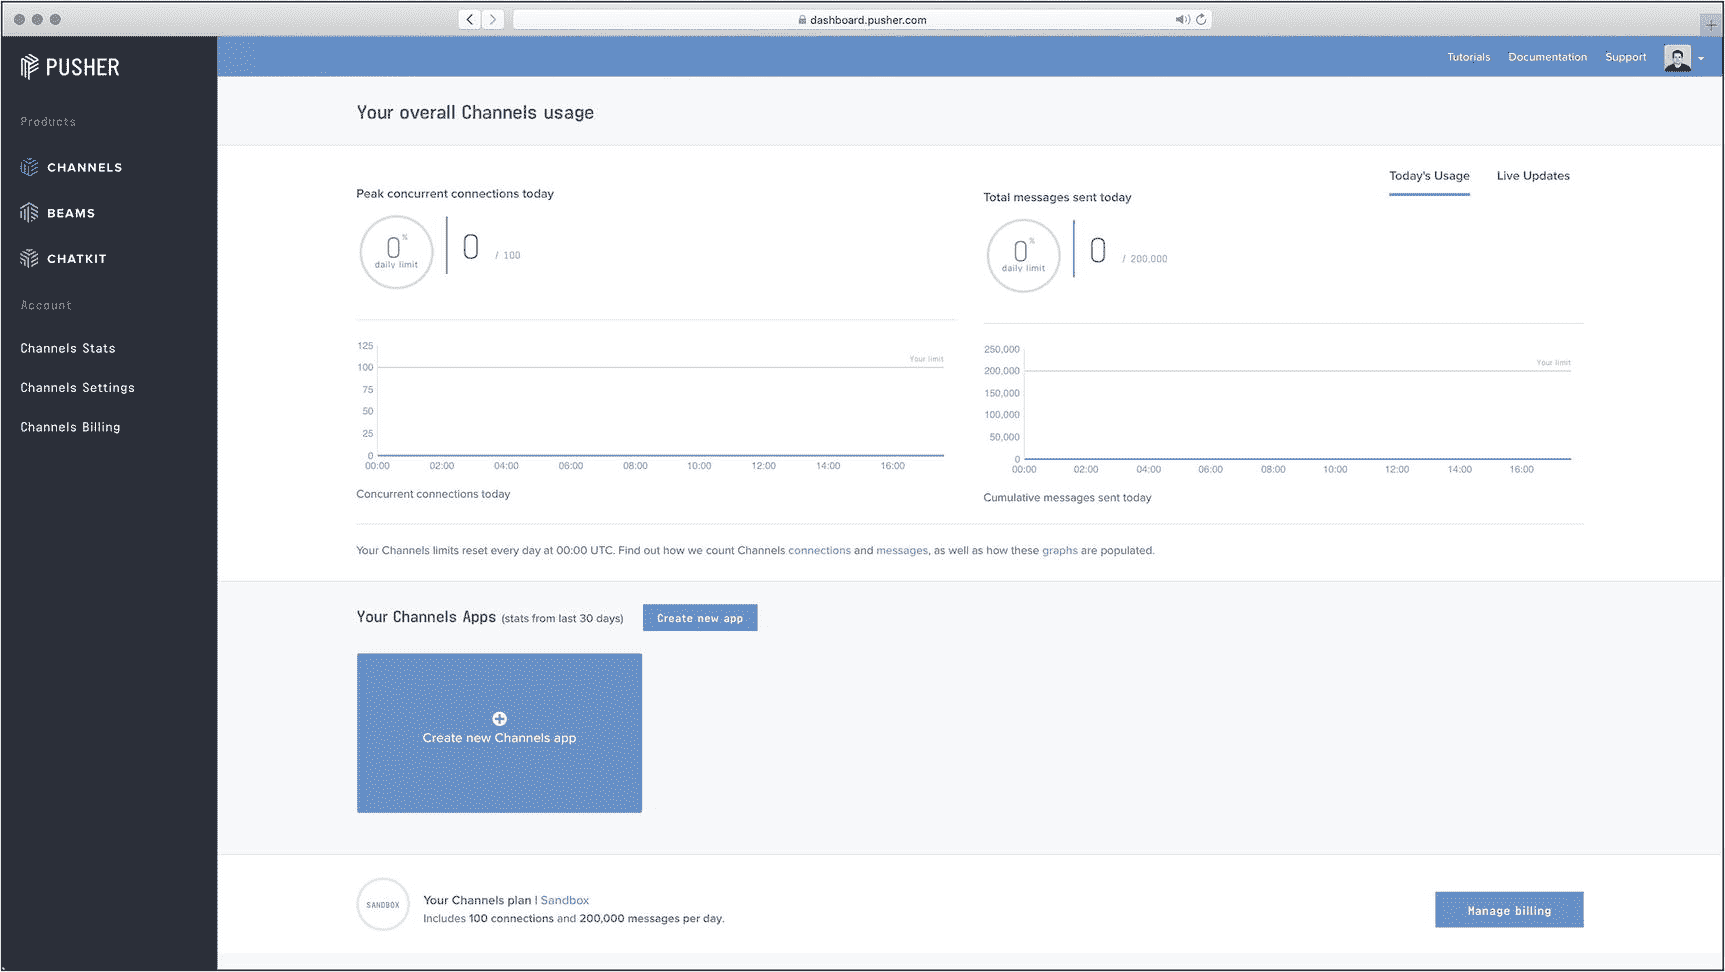 dashboard.pusher.com
PUSHER
Tutorials Documentation Support
Products
CHANNELS
BEAMS
CHATKIT
Account
Channels Stats
Channels Settings
Channels Billing
Your overall Channels usage
Today's Usage Live Updates
Peak concurrent connections today
0%
daily limit
0 / 100
125
100
75
50
25
0
Your limit
00:00 02:00 04:00 06:00 08:00 10:00 12:00 14:00 16:00
Concurrent connections today
Total messages sent today
0%
daily limit
0 / 200,000
250,000
200,000
150,000
100,000
50,000
0
Your limit
00:00 02:00 04:00 06:00 08:00 10:00 12:00 14:00 16:00
Cumulative messages sent today
Your Channels limits reset every day at 00:00 UTC. Find out how we count Channels connections and messages, as well as how these graphs are populated.
Your Channels Apps (stats from last 30 days) Create new app
Create new Channels app
SANDBOX
Your Channels plan | Sandbox
Includes 100 connections and 200,000 messages per day.
Manage billing